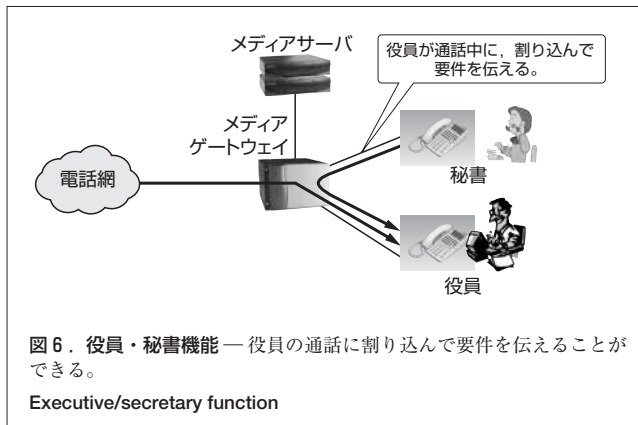 メディアサーバ
役員が通話中に，割り込んで
要件を伝える。
メディア
ゲートウェイ
電話網
秘書
役員
図6．役員・秘書機能 — 役員の通話に割り込んで要件を伝えることが
できる。
Executive/secretary function